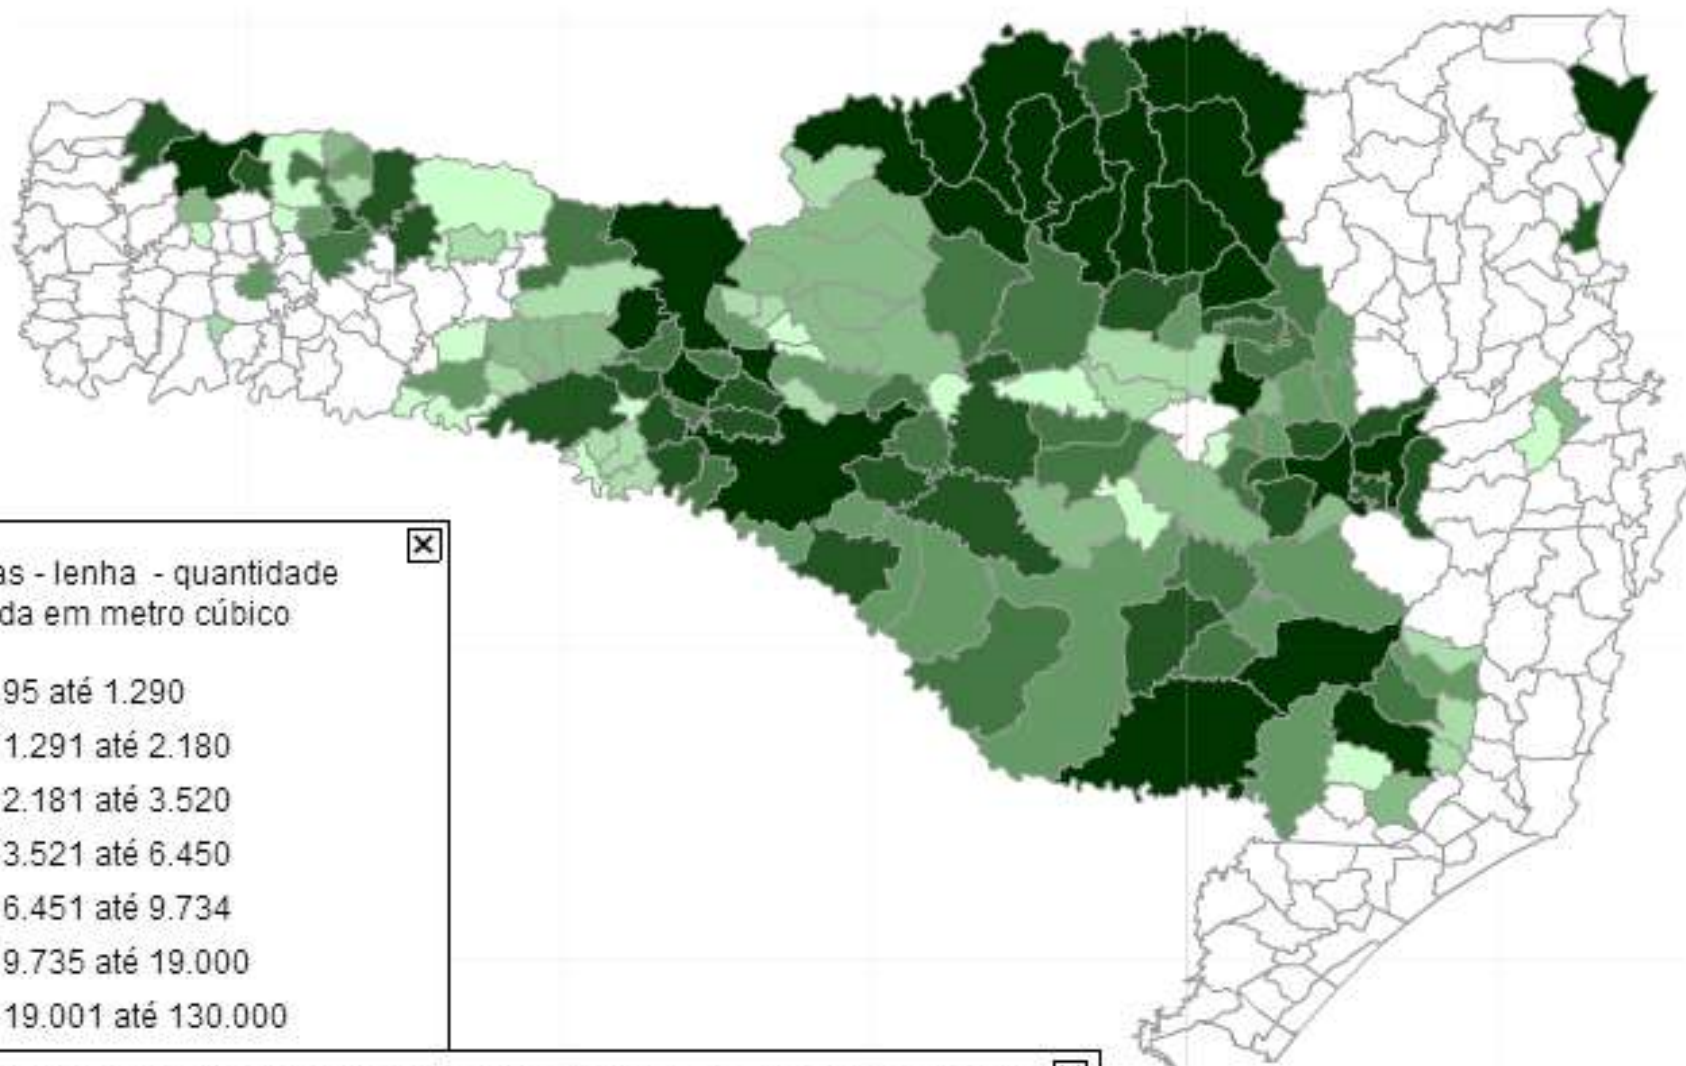 as - lenha - quantidade
da em metro cúbico
95 até 1.290
1.291 até 2.180
2.181 até 3.520
3.521 até 6.450
6.451 até 9.734
9.735 até 19.000
19.001 até 130.000